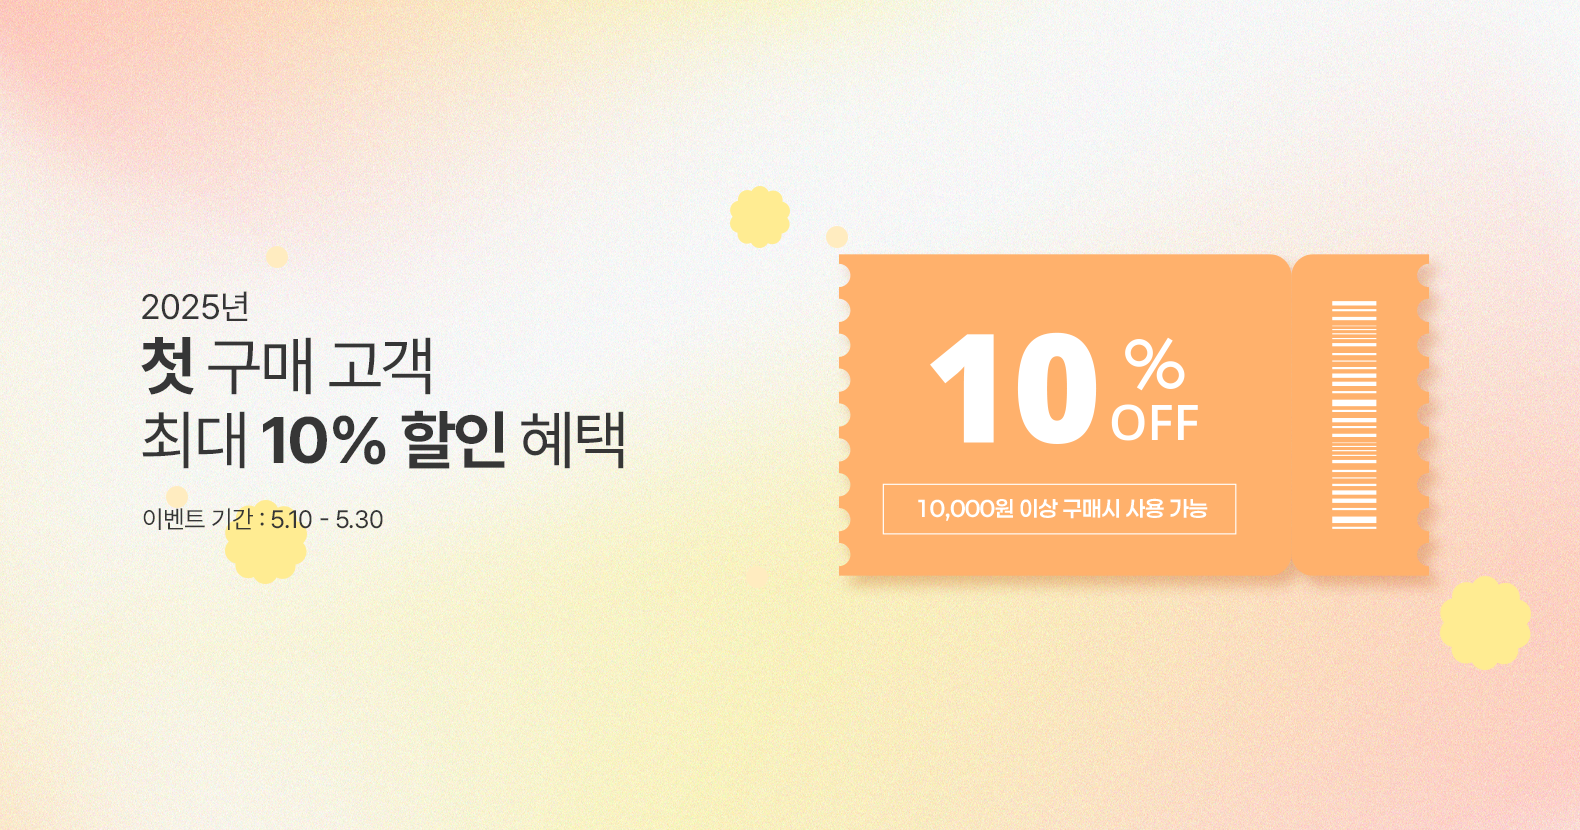 2025년
첫 구매 고객
최대 10% 할인 혜택
이벤트 기간 : 5.10 - 5.30
10 %
OFF
10,000원 이상 구매시 사용 가능